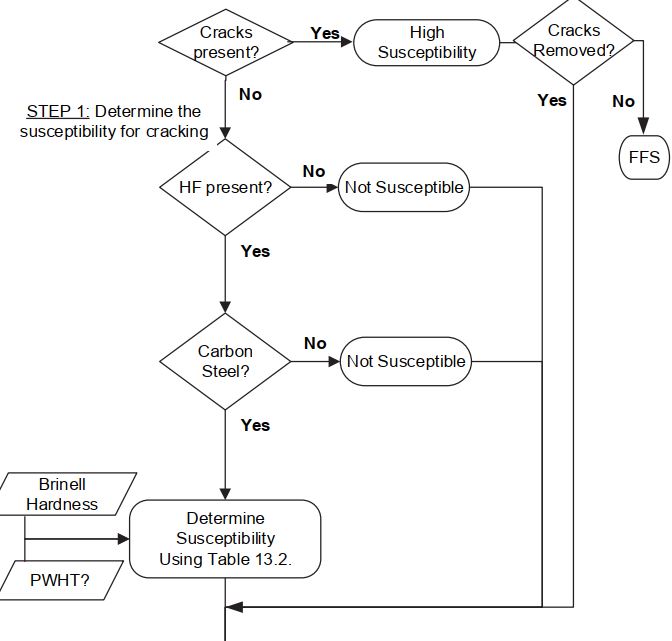 Cracks
present?
Yes
High
Susceptibility
Cracks
Removed?
No
Yes
No
STEP 1: Determine the
susceptibility for cracking
FFS
HF present?
No
Not Susceptible
Yes
Carbon
Steel?
No
Not Susceptible
Yes
Brinell
Hardness
Determine
Susceptibility
Using Table 13.2.
PWHT?